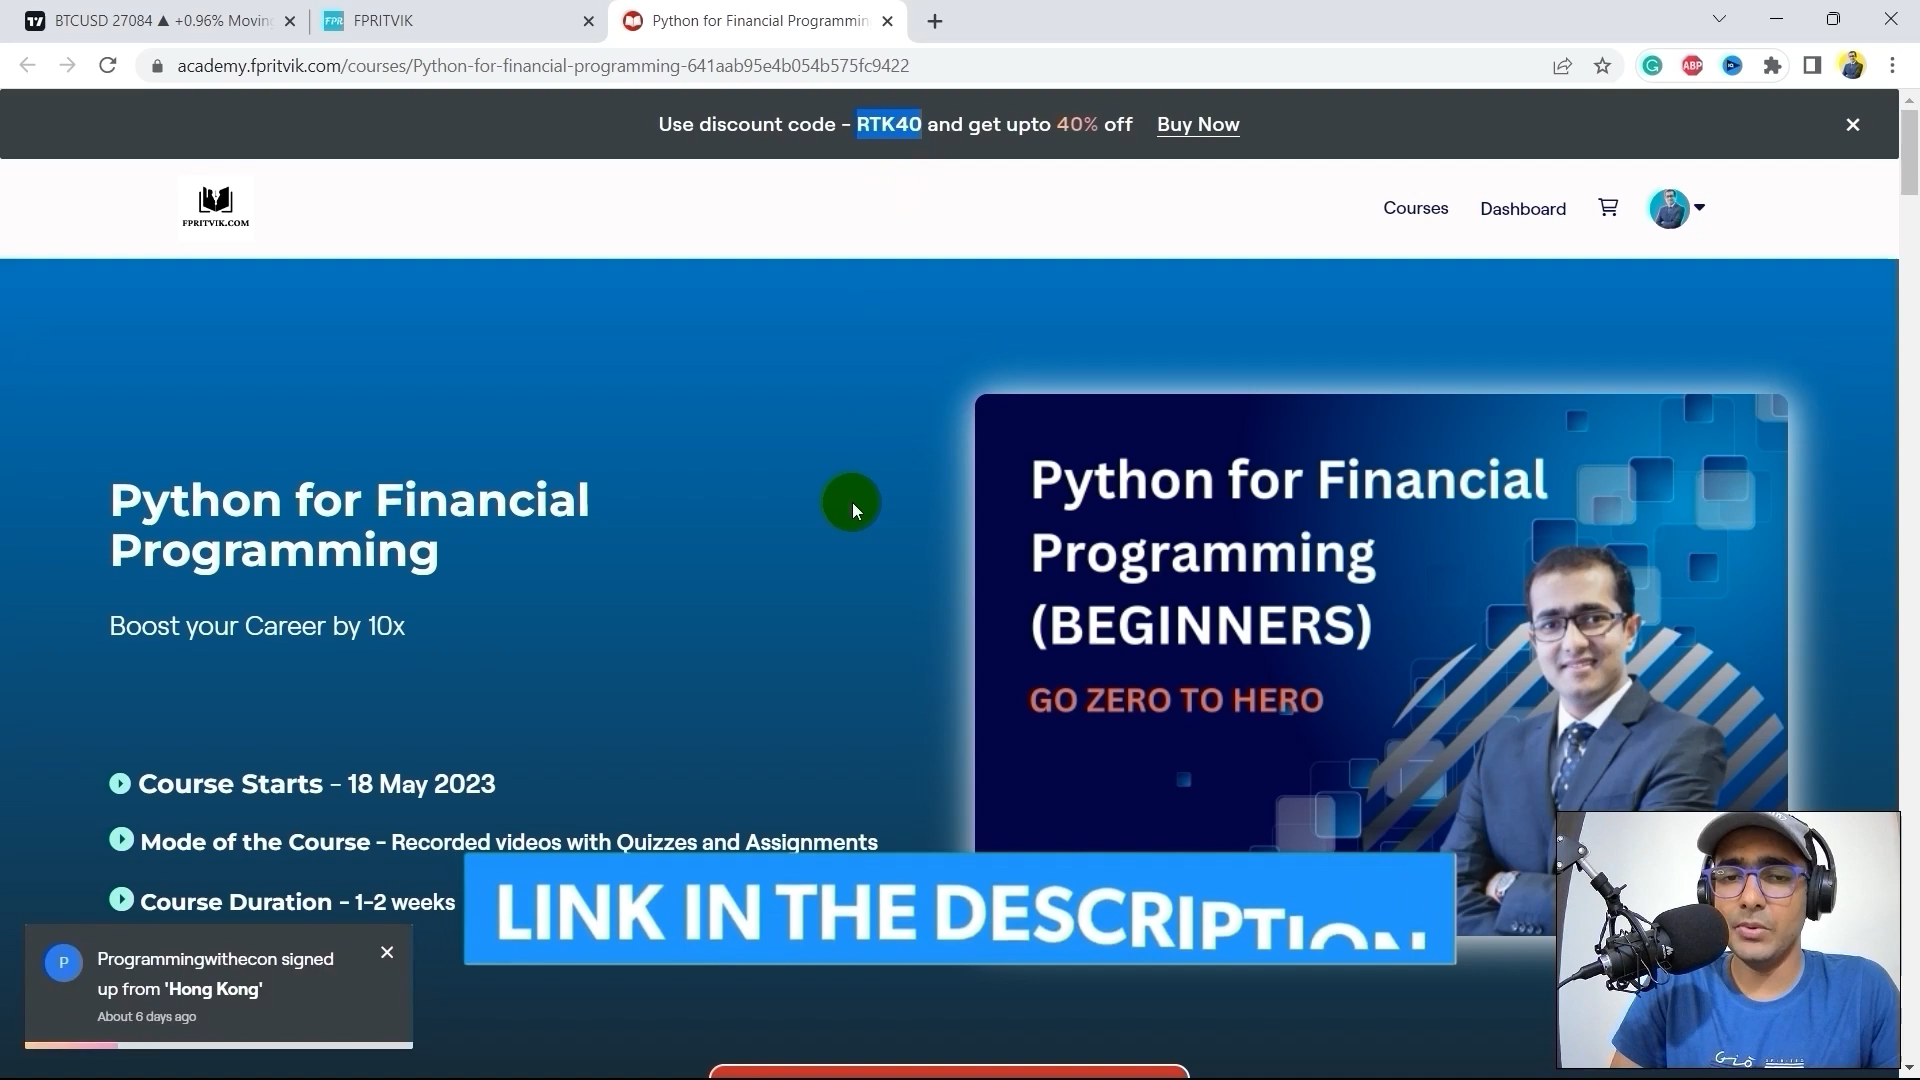 BTCUSD 27084 ▲ +0.96% Moving
FPR FPRITVIK
Python for Financial Programmin
academy.fpritvik.com/courses/Python-for-financial-programming-641aab95e4b054b575fc9422
ABP
Use discount code - RTK40 and get upto 40% off Buy Now
FPRITVIK.COM
Courses Dashboard
Python for Financial
Programming
Boost your Career by 10x
Course Starts - 18 May 2023
Mode of the Course - Recorded videos with Quizzes and Assignments
Course Duration - 1-2 weeks
Python for Financial
Programming
(BEGINNERS)
GO ZERO TO HERO
LINK IN THE DESCRIPTION
P
Programmingwithecon signed
up from 'Hong Kong'
About 6 days ago